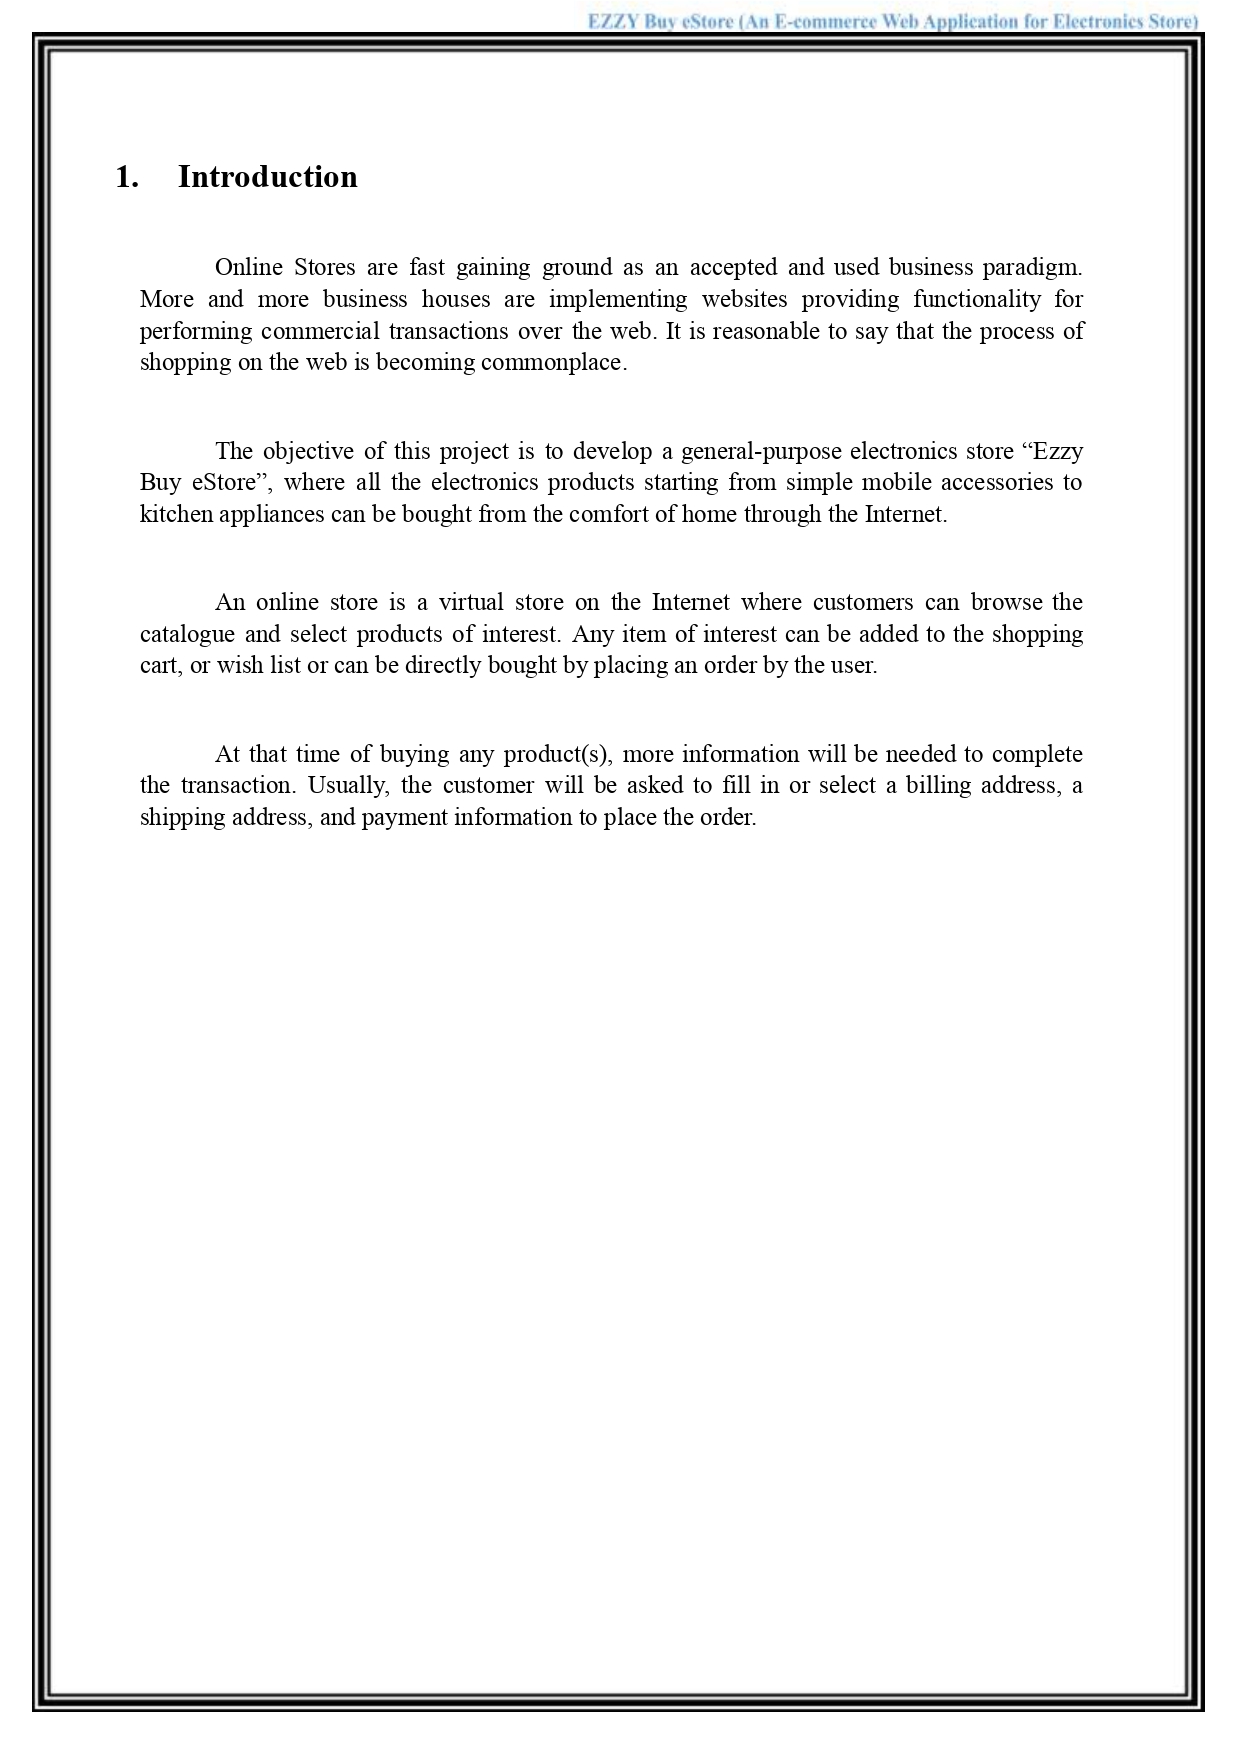 EZZY Buy eStore (An E-commerce Web Application for Electronics Store)
1. Introduction
Online Stores are fast gaining ground as an accepted and used business paradigm.
More and more business houses are implementing websites providing functionality for
performing commercial transactions over the web. It is reasonable to say that the process of
shopping on the web is becoming commonplace.
The objective of this project is to develop a general-purpose electronics store “Ezzy
Buy eStore”, where all the electronics products starting from simple mobile accessories to
kitchen appliances can be bought from the comfort of home through the Internet.
An online store is a virtual store on the Internet where customers can browse the
catalogue and select products of interest. Any item of interest can be added to the shopping
cart, or wish list or can be directly bought by placing an order by the user.
At that time of buying any product(s), more information will be needed to complete
the transaction. Usually, the customer will be asked to fill in or select a billing address, a
shipping address, and payment information to place the order.